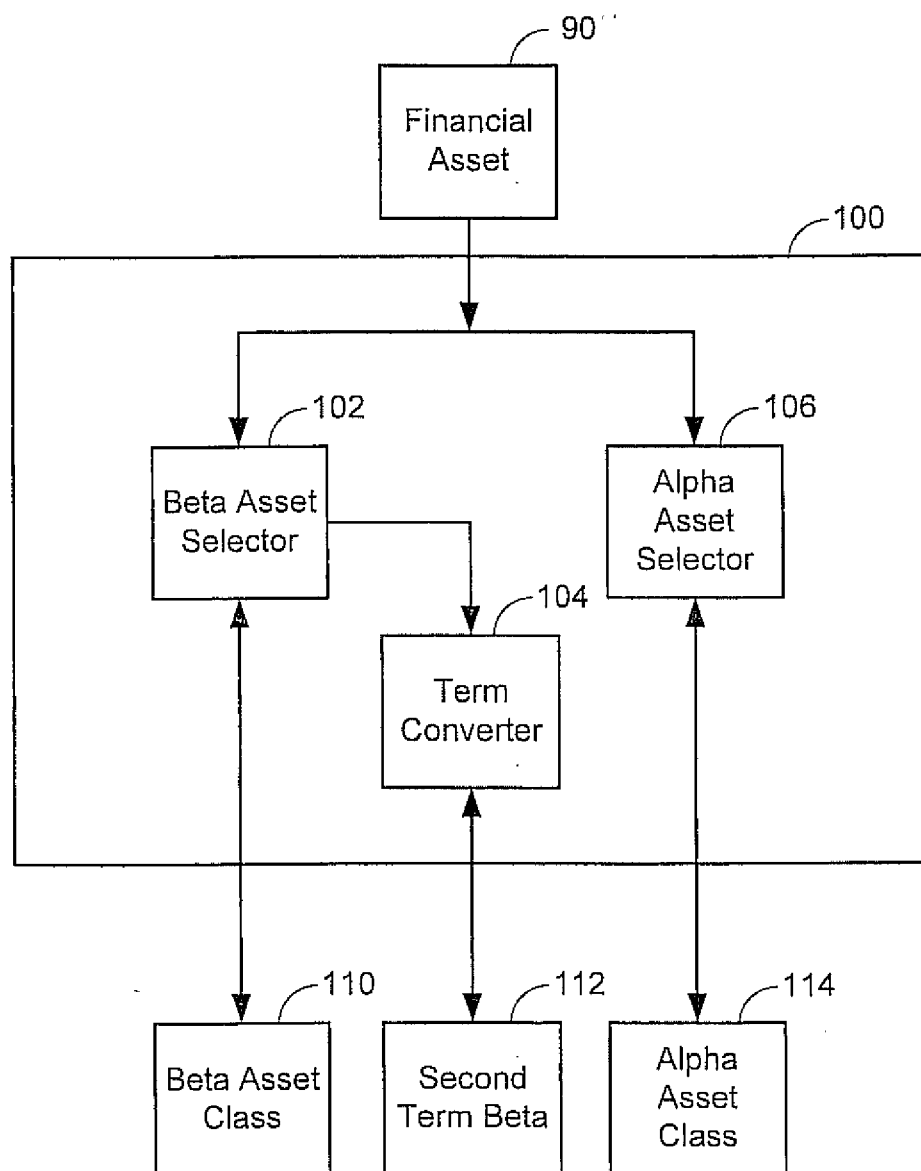 90
Financial
Asset
100
102
106
Beta Asset
Selector
Alpha
Asset
Selector
104
Term
Converter
110
112
114
Beta Asset
Class
Second
Term Beta
Alpha
Asset
Class